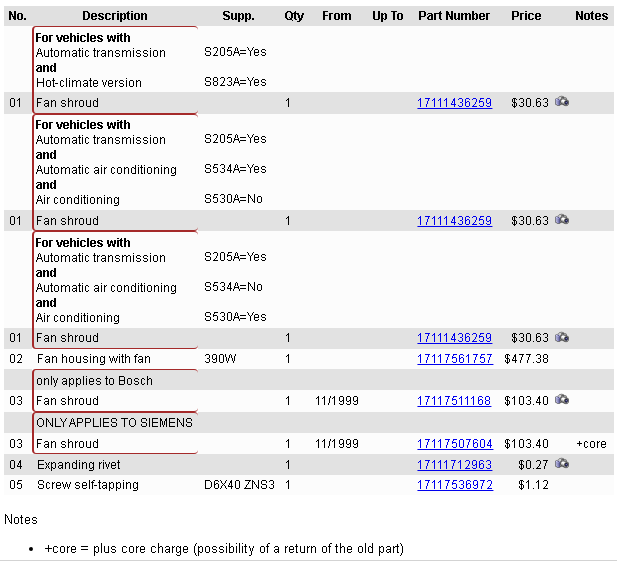 No. Description Supp. Qty From Up To Part Number Price Notes
For vehicles with
Automatic transmission S205A=Yes
and
Hot-climate version S823A=Yes
01 Fan shroud 1 17111436259 $30.63
For vehicles with
Automatic transmission S205A=Yes
and
Automatic air conditioning S534A=Yes
and
Air conditioning S530A=No
01 Fan shroud 1 17111436259 $30.63
For vehicles with
Automatic transmission S205A=Yes
and
Automatic air conditioning S534A=No
and
Air conditioning S530A=Yes
01 Fan shroud 1 17111436259 $30.63
02 Fan housing with fan 390W 1 17117561757 $477.38
only applies to Bosch
03 Fan shroud 1 11/1999 17117511168 $103.40
ONLY APPLIES TO SIEMENS
03 Fan shroud 1 11/1999 17117507604 $103.40 +core
04 Expanding rivet 1 17111712963 $0.27
05 Screw self-tapping D6X40 ZNS3 1 17117536972 $1.12
Notes
• +core = plus core charge (possibility of a return of the old part)